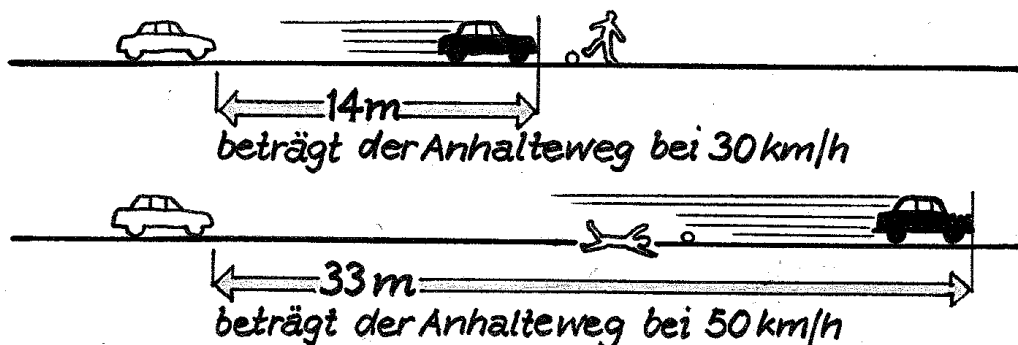 14m
beträgt der Anhalteweg bei 30 km/h
33 m
beträgt der Anhalteweg bei 50 km/h